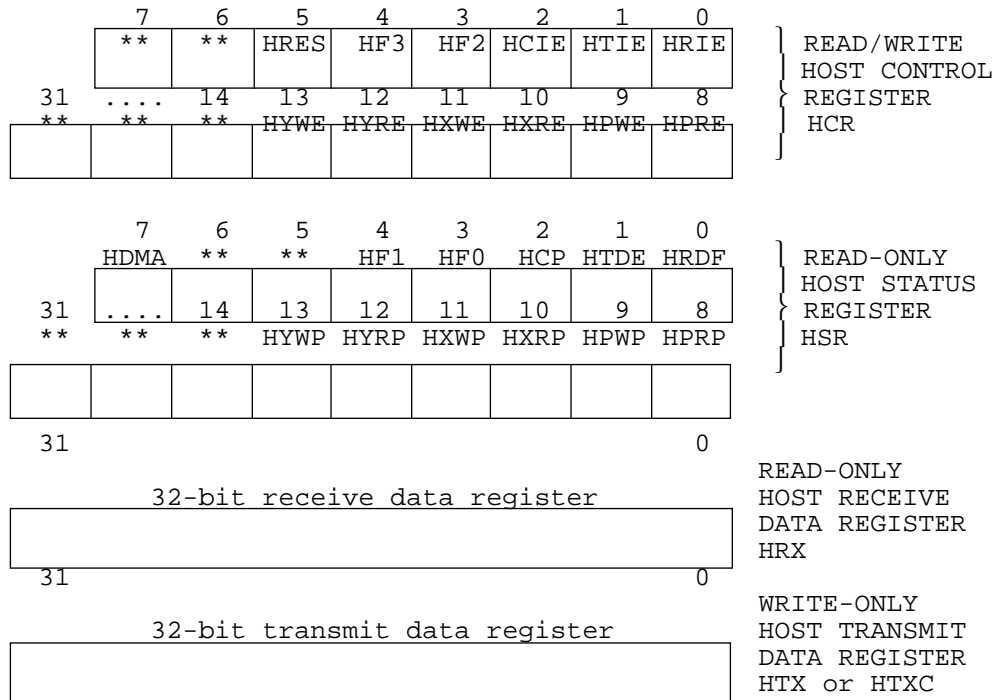 7 6 5 4 3 2 1 0
** ** HRES HF3 HF2 HCIE HTIE HRIE READ/WRITE
HOST CONTROL
31 .... 14 13 12 11 10 9 8 REGISTER
** ** ** HYWE HYRE HXWE HXRE HPWE HPRE HCR
7 6 5 4 3 2 1 0
HDMA ** ** HF1 HF0 HCP HTDE HRDF READ-ONLY
HOST STATUS
31 .... 14 13 12 11 10 9 8 REGISTER
** ** ** HYWP HYRP HXWP HXRP HPWP HPRP HSR
31 0
READ-ONLY
32-bit receive data register HOST RECEIVE
DATA REGISTER
HRX
31 0
WRITE-ONLY
32-bit transmit data register HOST TRANSMIT
DATA REGISTER
HTX or HTXC